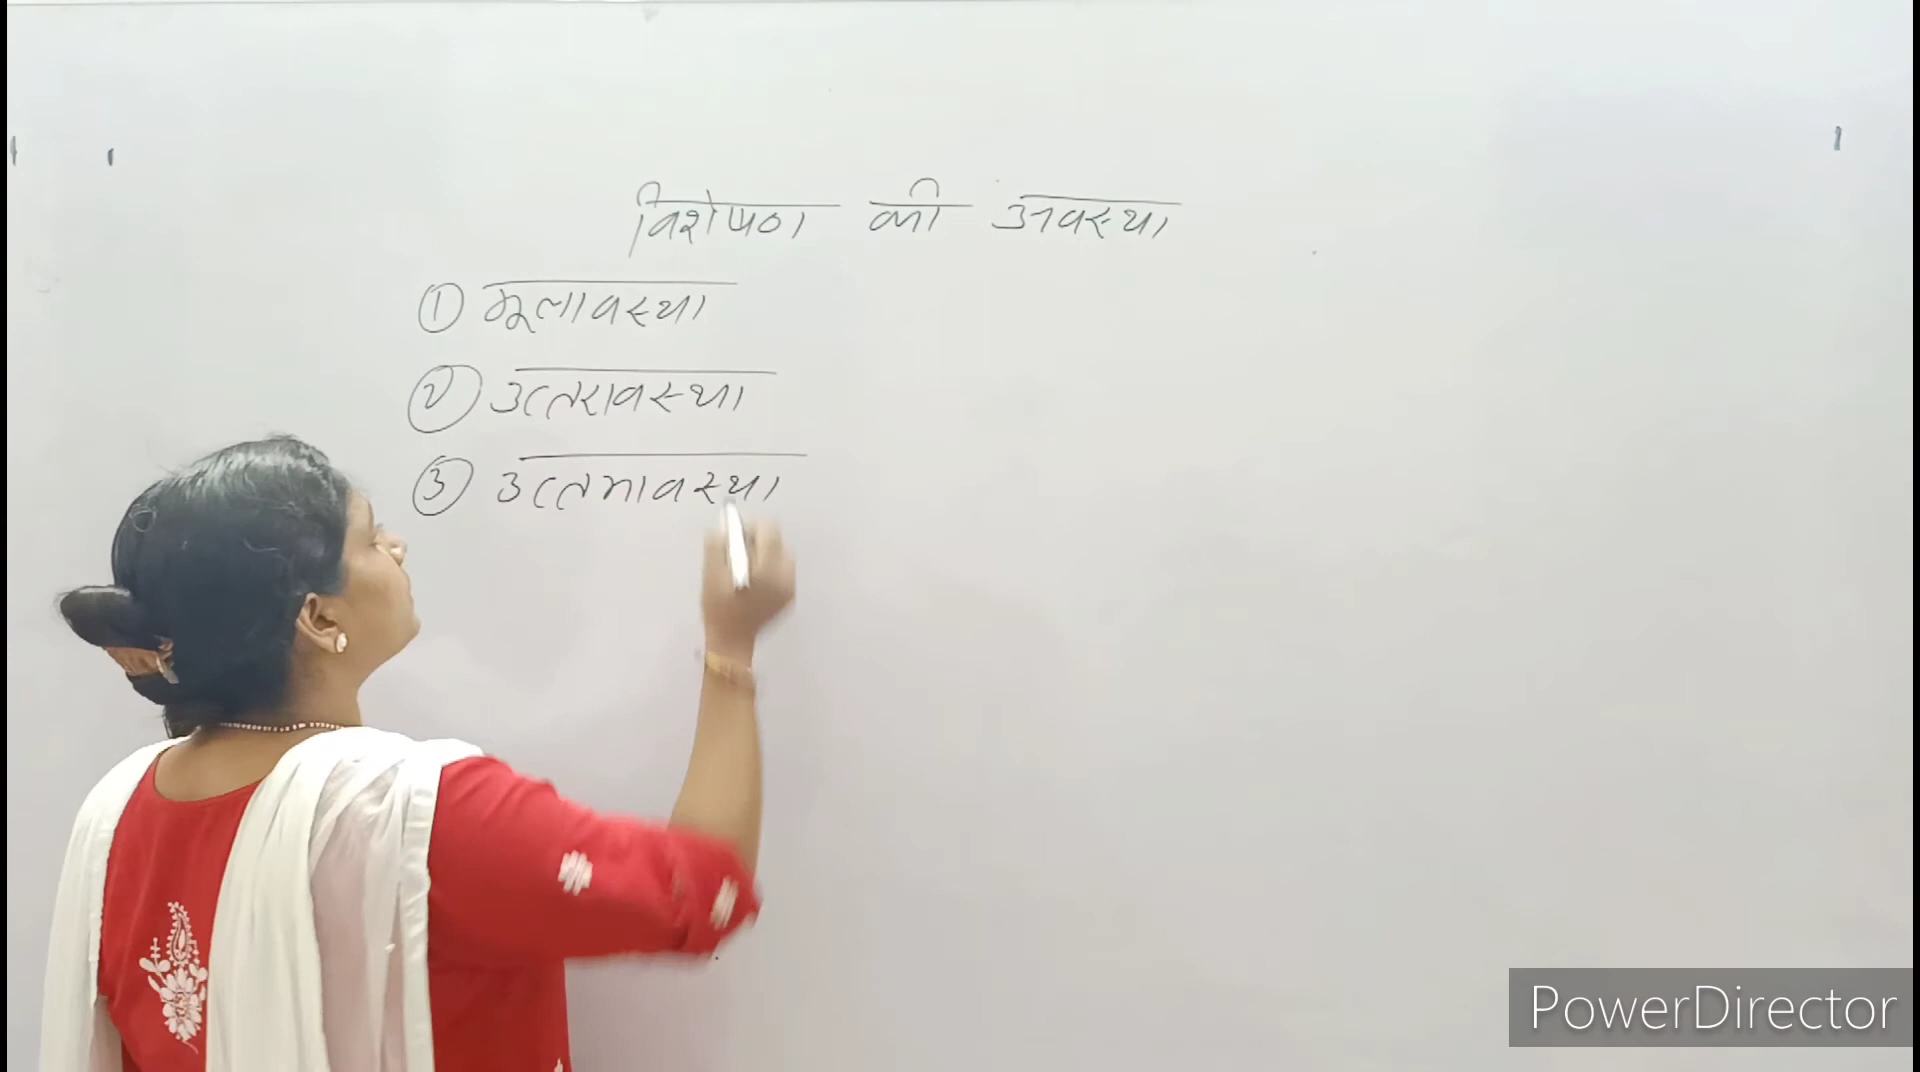 विशेषण की अवस्था
① मूलावस्था
② उत्तरावस्था
③ उत्तमावस्था
PowerDirector